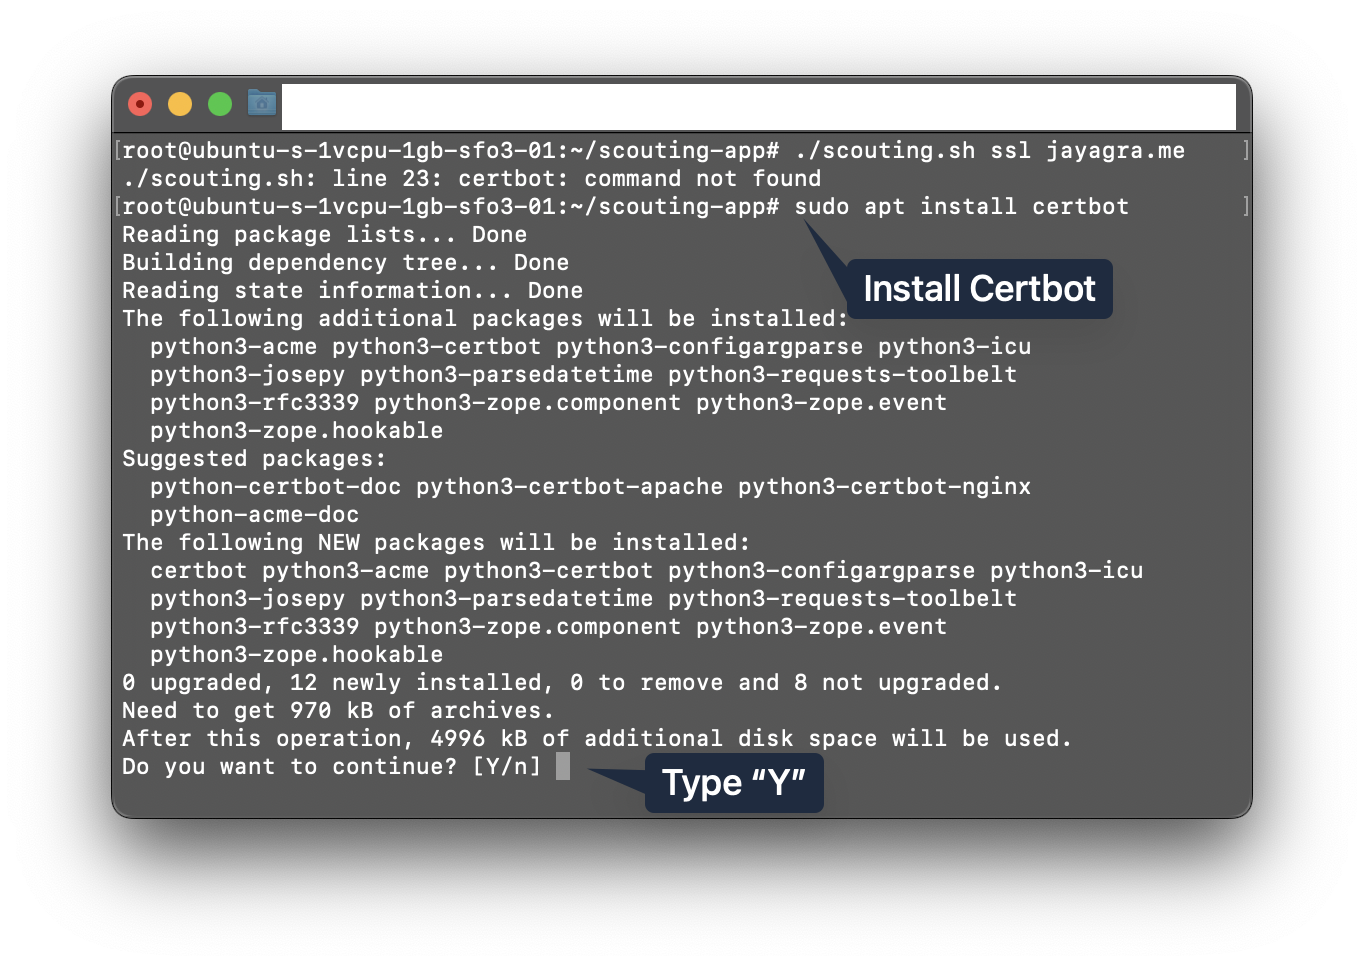 [root@ubuntu-s-1vcpu-1gb-sfo3-01:~/scouting-app# ./scouting.sh ssl jayagra.me ]
./scouting.sh: line 23: certbot: command not found
[root@ubuntu-s-1vcpu-1gb-sfo3-01:~/scouting-app# sudo apt install certbot ]
Reading package lists... Done
Building dependency tree... Done
Reading state information... Done
Install Certbot
The following additional packages will be installed:
  python3-acme python3-certbot python3-configargparse python3-icu
  python3-josepy python3-parsedatetime python3-requests-toolbelt
  python3-rfc3339 python3-zope.component python3-zope.event
  python3-zope.hookable
Suggested packages:
  python-certbot-doc python3-certbot-apache python3-certbot-nginx
  python-acme-doc
The following NEW packages will be installed:
  certbot python3-acme python3-certbot python3-configargparse python3-icu
  python3-josepy python3-parsedatetime python3-requests-toolbelt
  python3-rfc3339 python3-zope.component python3-zope.event
  python3-zope.hookable
0 upgraded, 12 newly installed, 0 to remove and 8 not upgraded.
Need to get 970 kB of archives.
After this operation, 4996 kB of additional disk space will be used.
Do you want to continue? [Y/n]
Type “Y”